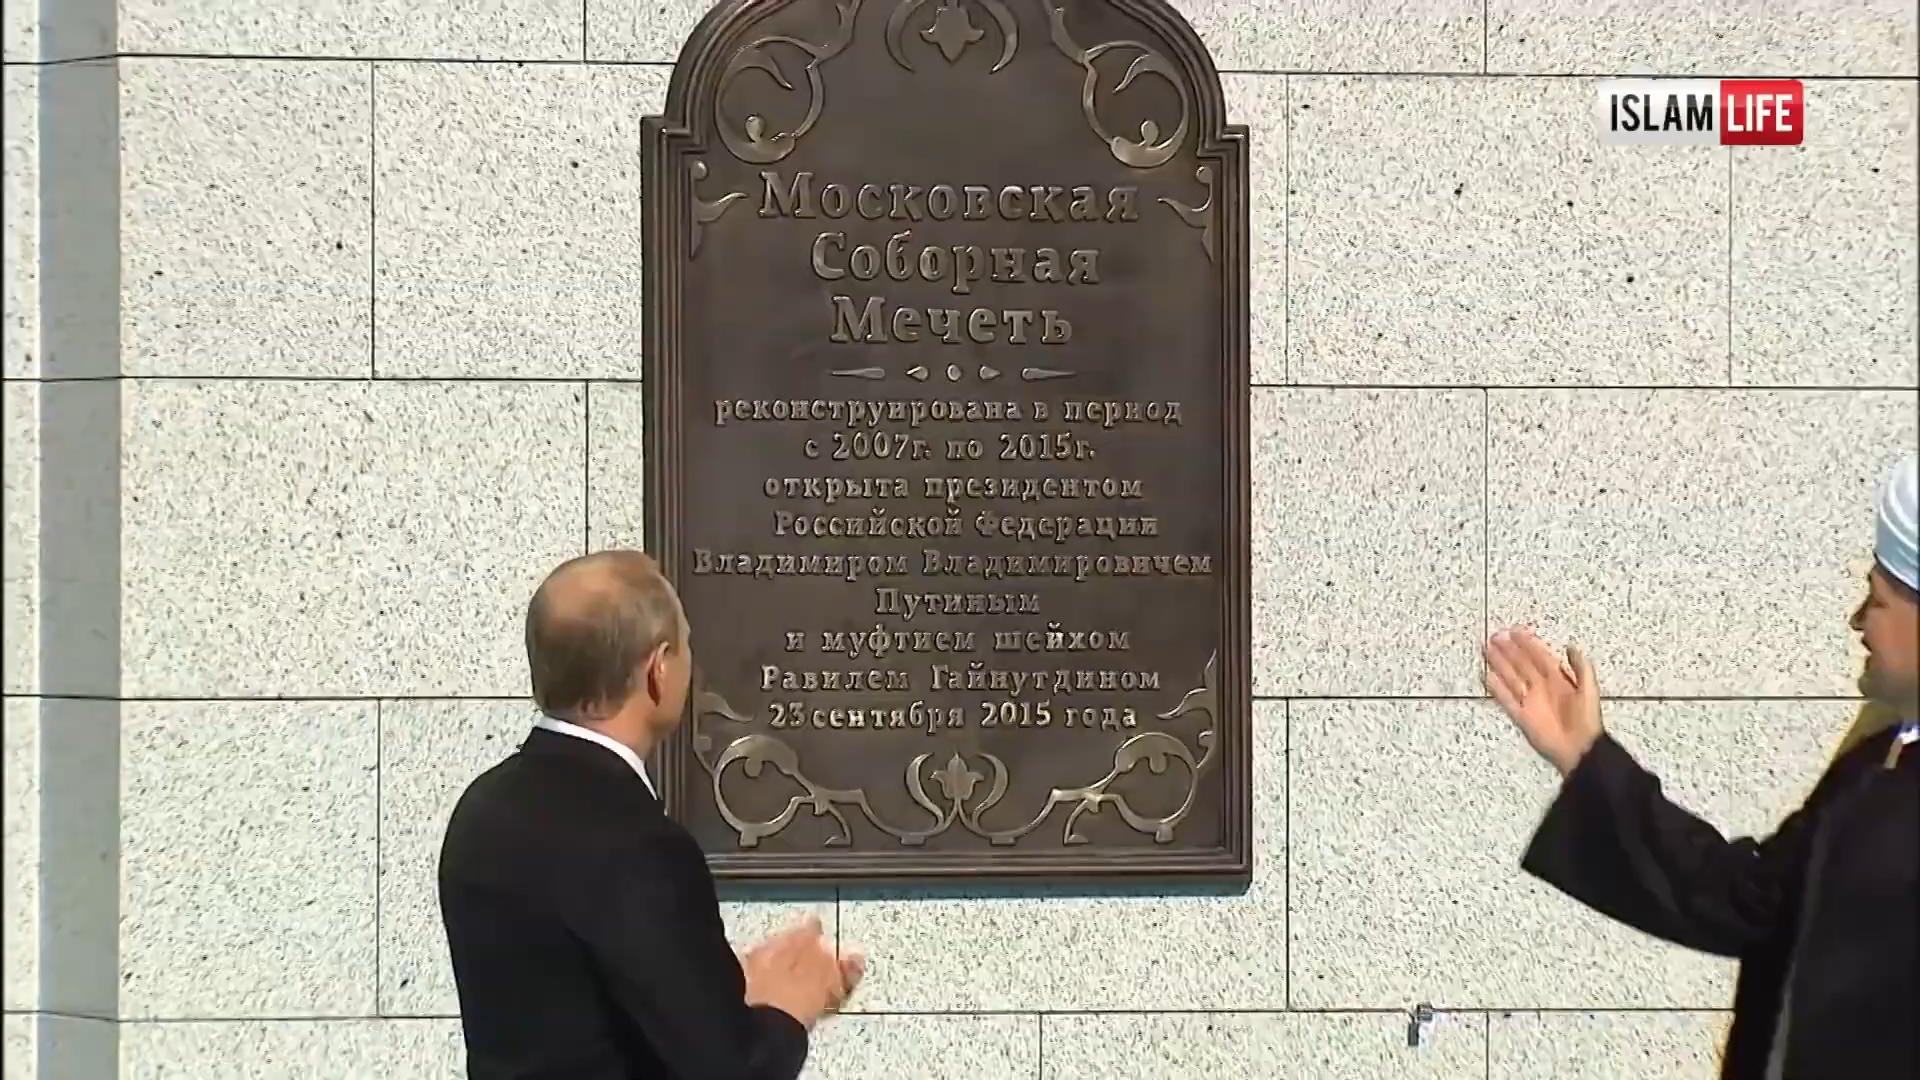 ISLAM LIFE
Московская
Соборная
Мечеть
реконструирована в период
с 2007г. по 2015г.
открыта президентом
Российской Федерации
Владимиром Владимировичем
Путиным
и муфтием шейхом
Равилем Гайнутдином
23 сентября 2015 года